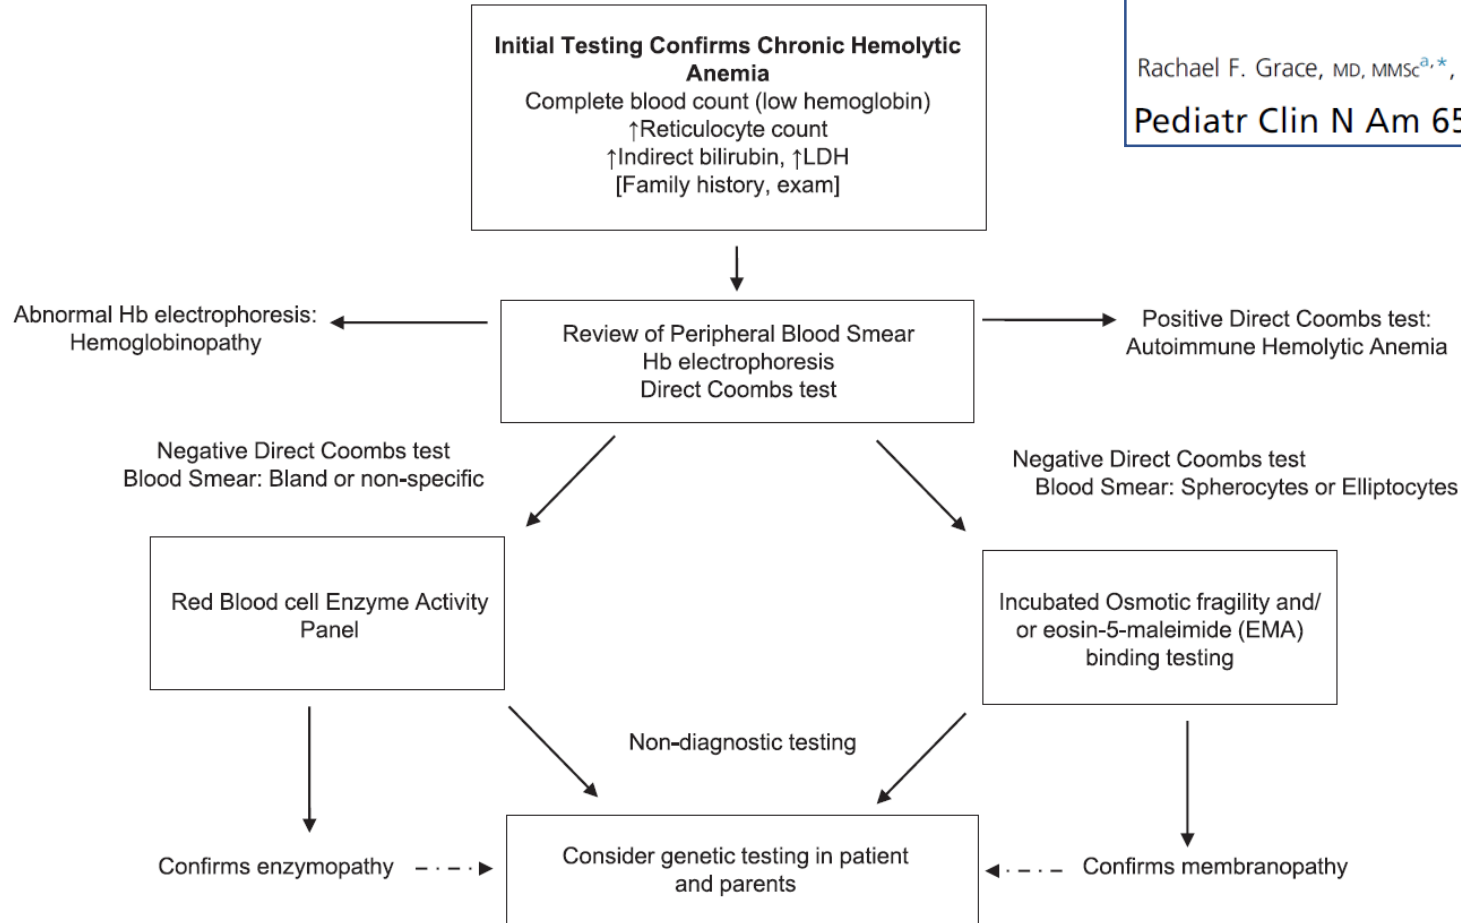 Initial Testing Confirms Chronic Hemolytic
Anemia
Complete blood count (low hemoglobin)
↑Reticulocyte count
↑Indirect bilirubin, ↑LDH
[Family history, exam]
Rachael F. Grace, MD, MMSc^a,*,
Pediatr Clin N Am 65
Abnormal Hb electrophoresis:
Hemoglobinopathy
Review of Peripheral Blood Smear
Hb electrophoresis
Direct Coombs test
Positive Direct Coombs test:
Autoimmune Hemolytic Anemia
Negative Direct Coombs test
Blood Smear: Bland or non-specific
Negative Direct Coombs test
Blood Smear: Spherocytes or Elliptocytes
Red Blood cell Enzyme Activity
Panel
Incubated Osmotic fragility and/
or eosin-5-maleimide (EMA)
binding testing
Non-diagnostic testing
Confirms enzymopathy
Consider genetic testing in patient
and parents
Confirms membranopathy